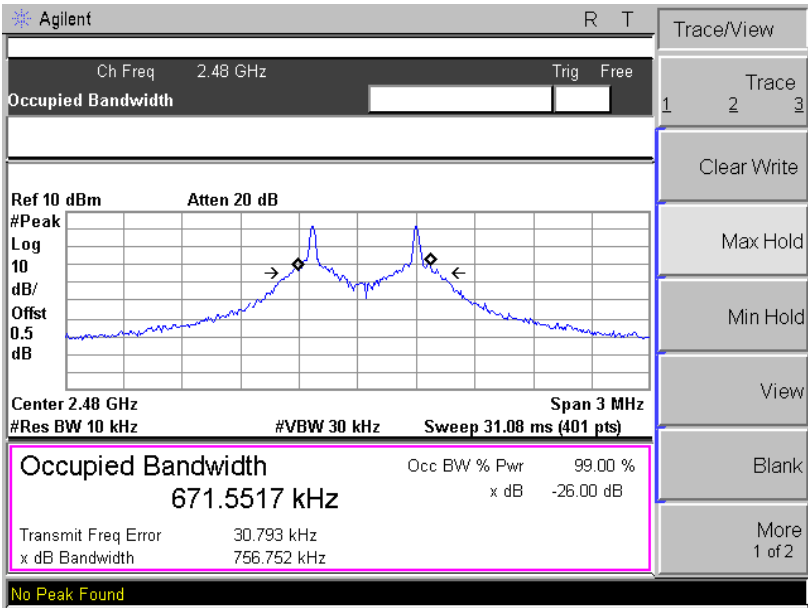 Agilent R T
Trace/View
Ch Freq 2.48 GHz Trig Free
Occupied Bandwidth
Trace
1 2 3
Clear Write
Ref 10 dBm Atten 20 dB
#Peak
Log
10
dB/
Offst
0.5
dB
Max Hold
Min Hold
View
Center 2.48 GHz Span 3 MHz
#Res BW 10 kHz #VBW 30 kHz Sweep 31.08 ms (401 pts)
Occupied Bandwidth
671.5517 kHz
Occ BW % Pwr 99.00 %
x dB -26.00 dB
Transmit Freq Error 30.793 kHz
x dB Bandwidth 756.752 kHz
Blank
More
1 of 2
No Peak Found